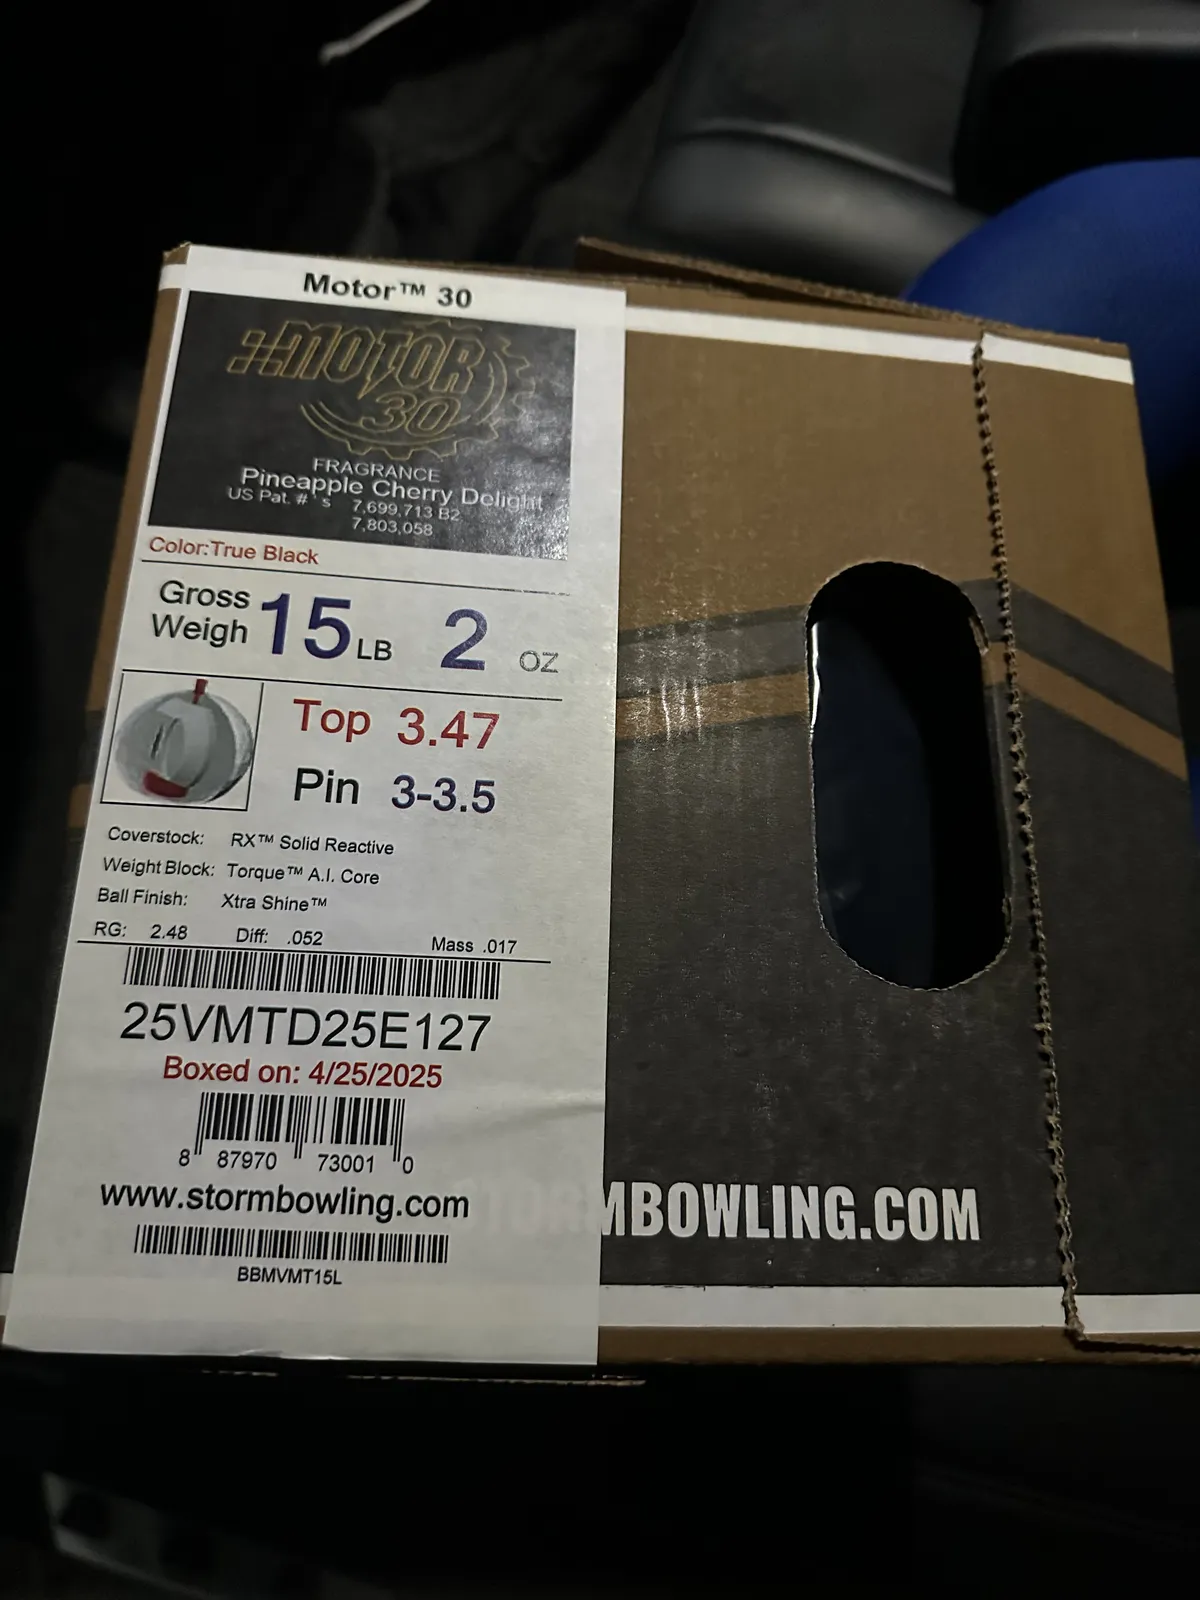 Motor™ 30
#MOTOR
30
FRAGRANCE
Pineapple Cherry Delight
US Pat. #'s 7,699,713 B2
7,803,058
Color:True Black
Gross
Weigh 15 LB 2 OZ
Top 3.47
Pin 3-3.5
Coverstock: RX™ Solid Reactive
Weight Block: Torque™ A.I. Core
Ball Finish: Xtra Shine™
RG: 2.48 Diff: .052 Mass .017
25VMTD25E127
Boxed on: 4/25/2025
8 87970 73001 0
www.stormbowling.com
BBMVMT15L
STORMBOWLING.COM